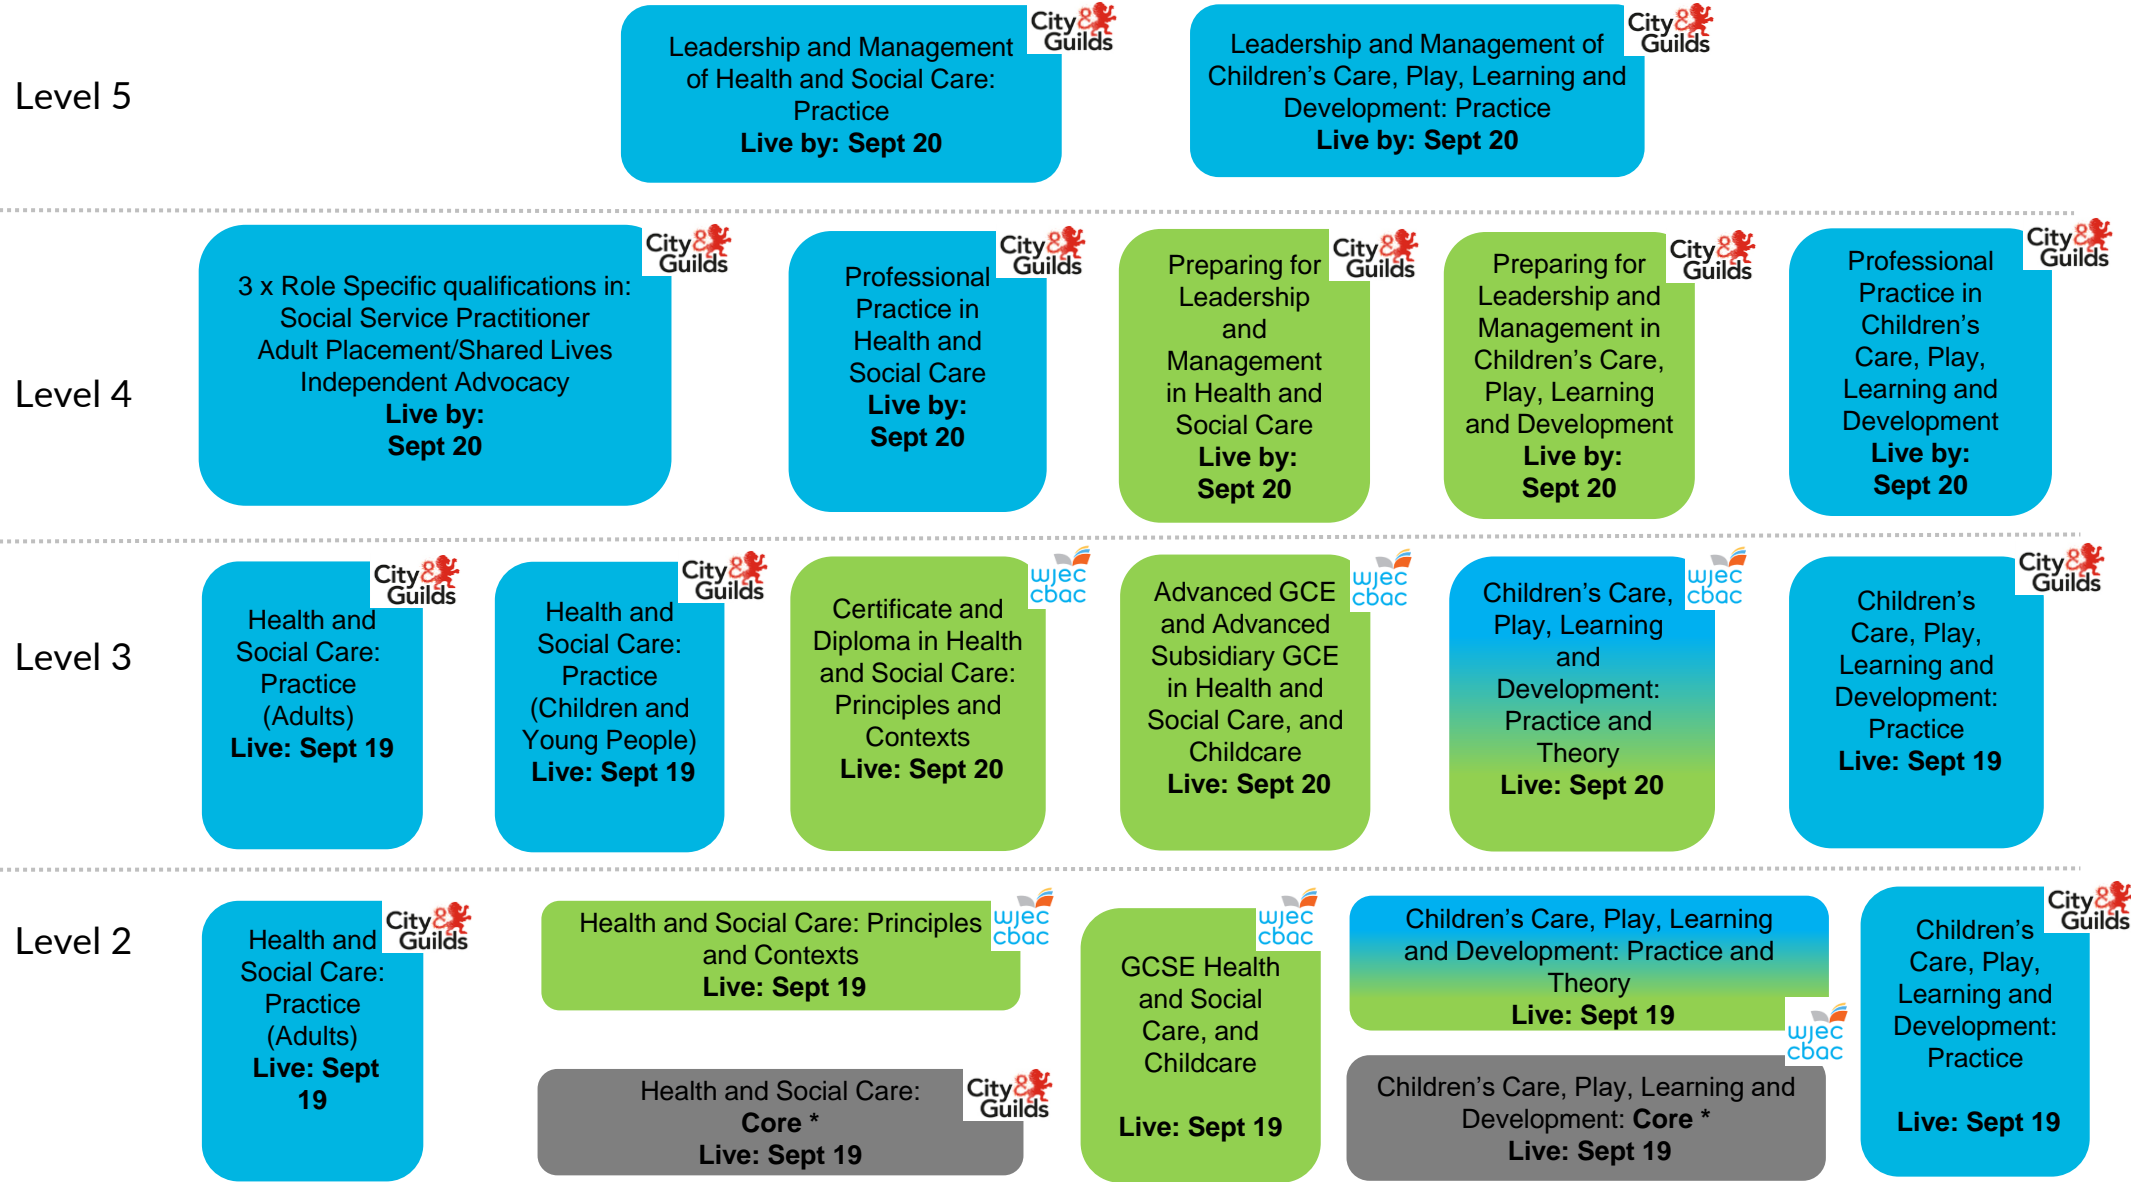 Level 5
Leadership and Management
of Health and Social Care:
Practice
Live by: Sept 20
City &
Guilds
Leadership and Management of
Children’s Care, Play, Learning and
Development: Practice
Live by: Sept 20
City &
Guilds
Level 4
3 x Role Specific qualifications in:
Social Service Practitioner
Adult Placement/Shared Lives
Independent Advocacy
Live by:
Sept 20
City &
Guilds
Professional
Practice in
Health and
Social Care
Live by:
Sept 20
City &
Guilds
Preparing for
Leadership
and
Management
in Health and
Social Care
Live by:
Sept 20
City &
Guilds
Preparing for
Leadership and
Management in
Children’s Care,
Play, Learning
and Development
Live by:
Sept 20
City &
Guilds
Professional
Practice in
Children’s
Care, Play,
Learning and
Development
Live by:
Sept 20
City &
Guilds
Level 3
Health and
Social Care:
Practice
(Adults)
Live: Sept 19
City &
Guilds
Health and
Social Care:
Practice
(Children and
Young People)
Live: Sept 19
City &
Guilds
Certificate and
Diploma in Health
and Social Care:
Principles and
Contexts
Live: Sept 20
wjec
cbac
Advanced GCE
and Advanced
Subsidiary GCE
in Health and
Social Care, and
Childcare
Live: Sept 20
wjec
cbac
Children’s Care,
Play, Learning
and
Development:
Practice and
Theory
Live: Sept 20
wjec
cbac
Children’s
Care, Play,
Learning and
Development:
Practice
Live: Sept 19
City &
Guilds
Level 2
Health and
Social Care:
Practice
(Adults)
Live: Sept
19
City &
Guilds
Health and Social Care: Principles
and Contexts
Live: Sept 19
wjec
cbac
Health and Social Care:
Core *
Live: Sept 19
City &
Guilds
GCSE Health
and Social
Care, and
Childcare
Live: Sept 19
wjec
cbac
Children’s Care, Play, Learning
and Development: Practice and
Theory
Live: Sept 19
wjec
cbac
Children’s Care, Play, Learning and
Development: Core *
Live: Sept 19
Children’s
Care, Play,
Learning and
Development:
Practice
Live: Sept 19
City &
Guilds